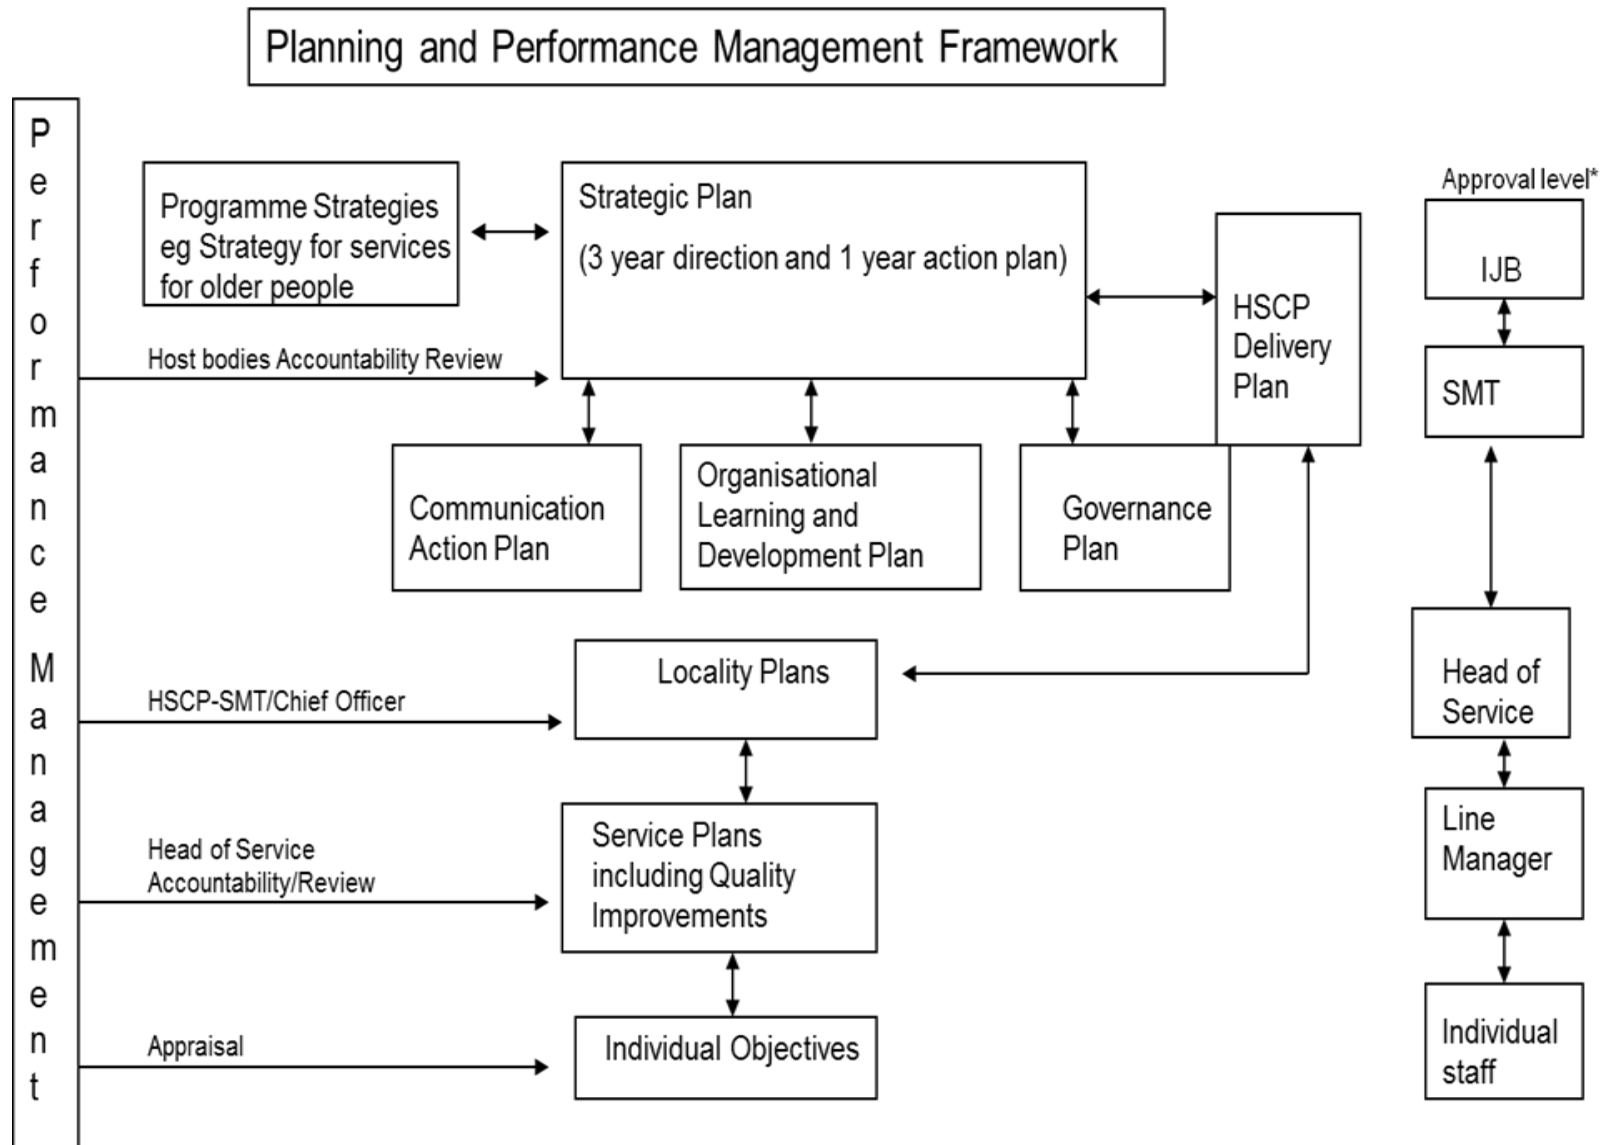 Planning and Performance Management Framework
Performance Management
Programme Strategies
eg Strategy for services
for older people
Strategic Plan
(3 year direction and 1 year action plan)
HSCP
Delivery
Plan
Approval level*
IJB
SMT
Host bodies Accountability Review
Communication
Action Plan
Organisational
Learning and
Development Plan
Governance
Plan
Locality Plans
HSCP-SMT/Chief Officer
Head of
Service
Service Plans
including Quality
Improvements
Head of Service
Accountability/Review
Line
Manager
Individual Objectives
Appraisal
Individual
staff